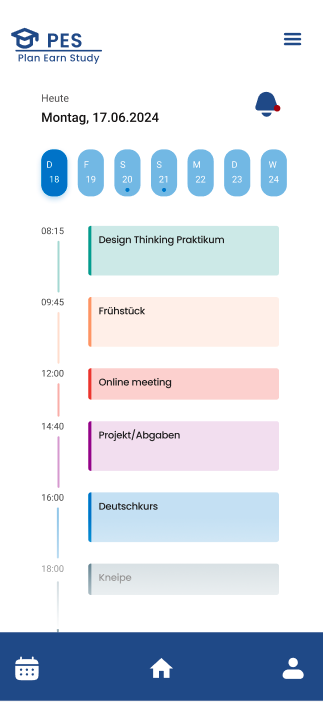 PES
Plan Earn Study
Heute
Montag, 17.06.2024
D F S S M D W
18 19 20 21 22 23 24
08:15
Design Thinking Praktikum
09:45
Frühstück
12:00
Online meeting
14:40
Projekt/Abgaben
16:00
Deutschkurs
18:00
Kneipe